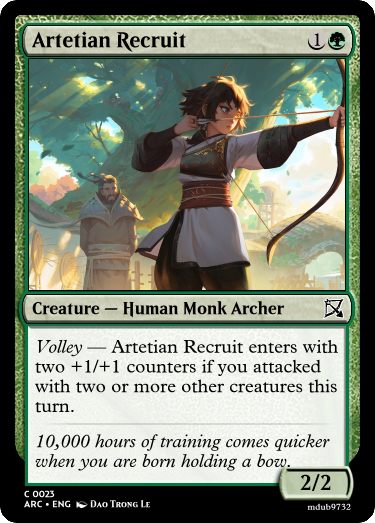 Artetian Recruit 1
Creature — Human Monk Archer
Volley — Artetian Recruit enters with
two +1/+1 counters if you attacked
with two or more other creatures this
turn.
10,000 hours of training comes quicker
when you are born holding a bow.
2/2
C 0023
ARC • ENG Dao Trong Le
mdub9732